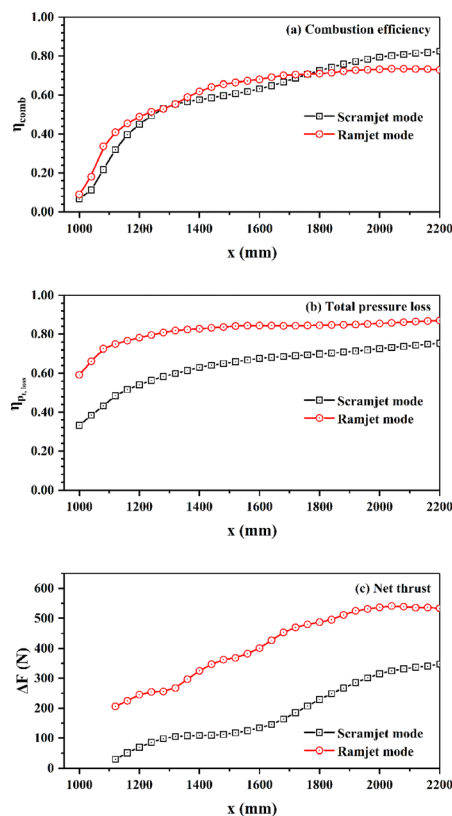 (a) Combustion efficiency
1.00
0.80
0.60
0.40
0.20
0.00
η_comb
Scramjet mode
Ramjet mode
1000 1200 1400 1600 1800 2000 2200
x (mm)
(b) Total pressure loss
1.00
0.80
0.60
0.40
0.20
0.00
η_Pt, loss
Scramjet mode
Ramjet mode
1000 1200 1400 1600 1800 2000 2200
x (mm)
(c) Net thrust
600
500
400
300
200
100
0
ΔF (N)
Scramjet mode
Ramjet mode
1000 1200 1400 1600 1800 2000 2200
x (mm)